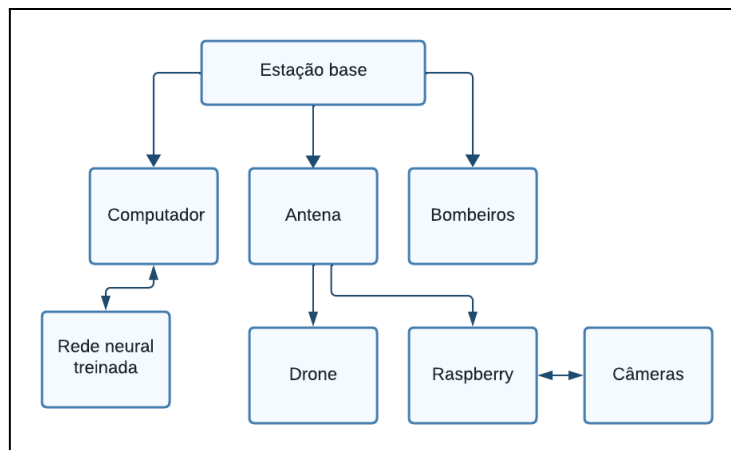 Estação base
Computador
Antena
Bombeiros
Rede neural
treinada
Drone
Raspberry
Câmeras